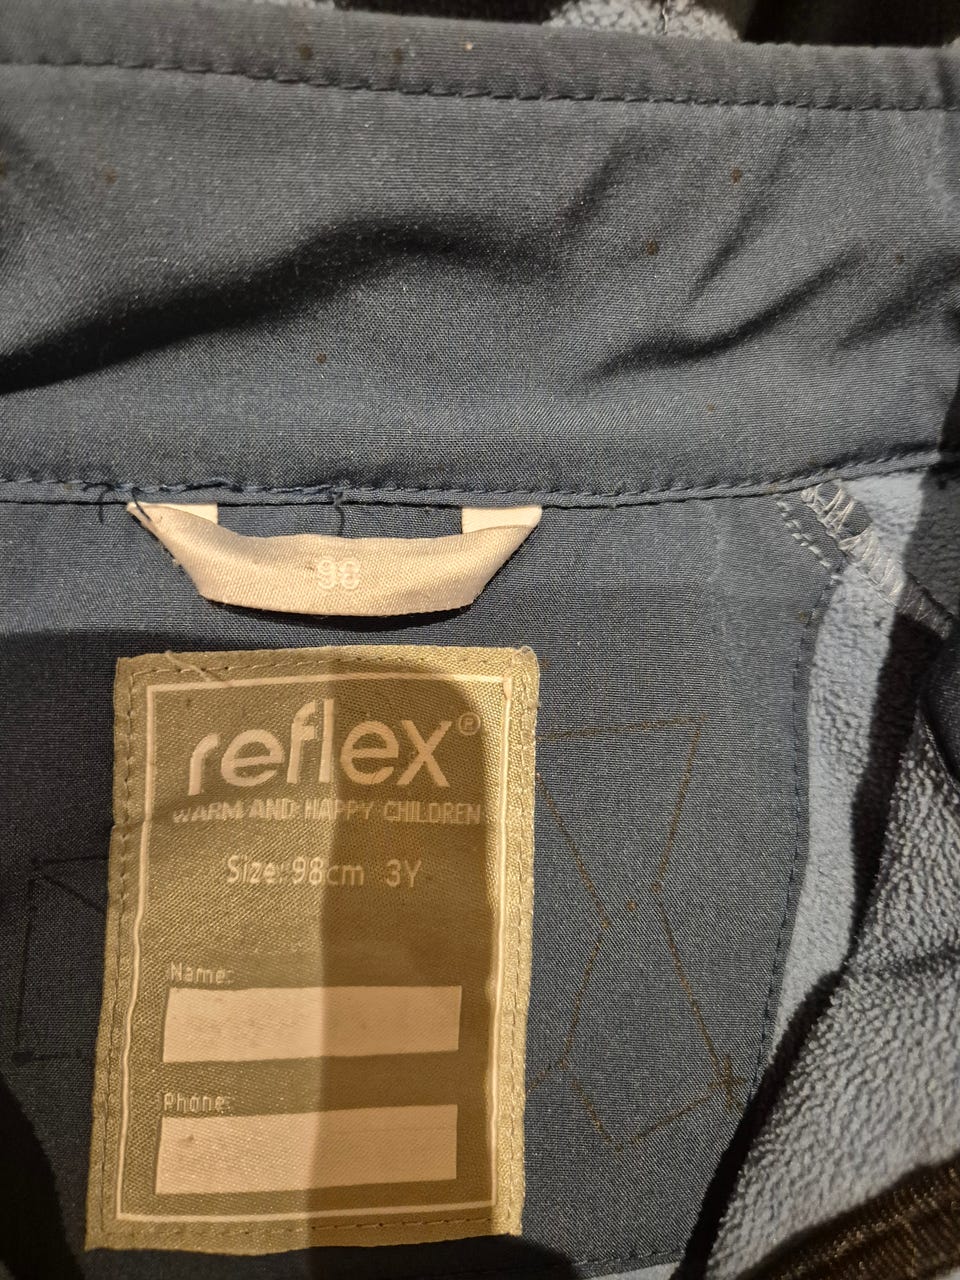 98
reflex®
WARM AND HAPPY CHILDREN
Size: 98cm 3Y
Name:
Phone: